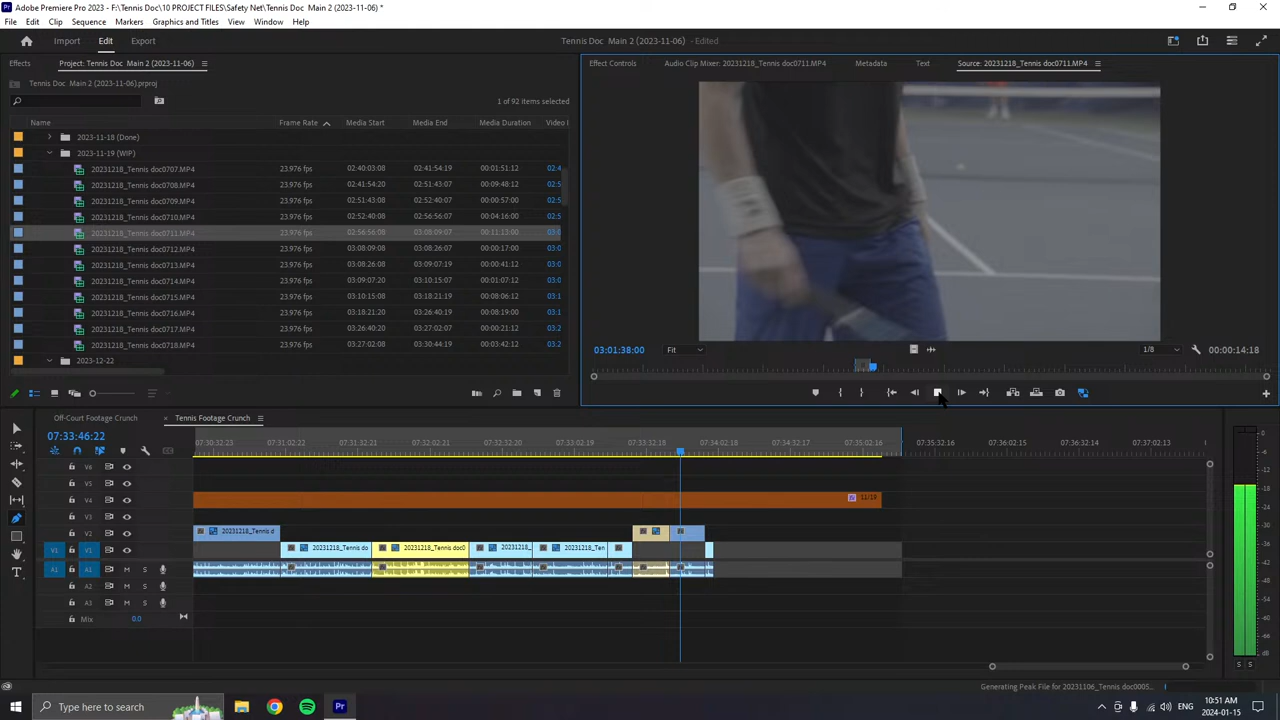 Adobe Premiere Pro 2023 - F:\Tennis Doc\10 PROJECT FILES\Safety Net\Tennis Doc Main 2 (2023-11-06) *
File Edit Clip Sequence Markers Graphics and Titles View Window Help
Import Edit Export Tennis Doc Main 2 (2023-11-06) - Edited
Effects Project: Tennis Doc Main 2 (2023-11-06) Effect Controls Audio Clip Mixer: 20231218_Tennis doc0711.MP4 Metadata Text Source: 20231218_Tennis doc0711.MP4
Tennis Doc Main 2 (2023-11-06).prproj
1 of 92 items selected
Name Frame Rate Media Start Media End Media Duration Video I
2023-11-18 (Done)
2023-11-19 (WIP)
20231218_Tennis doc0707.MP4 23.976 fps 02:40:03:08 02:41:54:19 00:01:51:12 02:4
20231218_Tennis doc0708.MP4 23.976 fps 02:41:54:20 02:51:43:07 00:09:48:12 02:5
20231218_Tennis doc0709.MP4 23.976 fps 02:51:43:08 02:52:40:07 00:00:57:00 02:5
20231218_Tennis doc0710.MP4 23.976 fps 02:52:40:08 02:56:56:07 00:04:16:00 02:5
20231218_Tennis doc0711.MP4 23.976 fps 02:56:56:08 03:08:09:07 00:11:13:00 03:0
20231218_Tennis doc0712.MP4 23.976 fps 03:08:09:08 03:08:26:07 00:00:17:00 03:0
20231218_Tennis doc0713.MP4 23.976 fps 03:08:26:08 03:09:07:19 00:00:41:12 03:0
20231218_Tennis doc0714.MP4 23.976 fps 03:09:07:20 03:10:15:07 00:01:07:12 03:1
20231218_Tennis doc0715.MP4 23.976 fps 03:10:15:08 03:18:21:19 00:08:06:12 03:1
20231218_Tennis doc0716.MP4 23.976 fps 03:18:21:20 03:26:40:19 00:08:19:00 03:2
20231218_Tennis doc0717.MP4 23.976 fps 03:26:40:20 03:27:02:07 00:00:21:12 03:2
20231218_Tennis doc0718.MP4 23.976 fps 03:27:02:08 03:30:44:19 00:03:42:12 03:2
2023-12-22
03:01:38:00 Fit 1/8 00:00:14:18
Off-Court Footage Crunch Tennis Footage Crunch
07:33:46:22
07:30:32:23 07:31:02:22 07:31:32:21 07:32:02:21 07:32:32:20 07:33:02:19 07:33:32:18 07:34:02:18 07:34:32:17 07:35:02:16 07:35:32:16 07:36:02:15 07:36:32:14 07:37:02:13
V6
V5
V4 11/18
V3
V2 20231218_Tennis d
V1 V1 20231218_Tennis do 20231218_Tennis doc0 20231218_ 20231218_Ten
A1 A1 M S
A2 M S
A3 M S
Mix 0.0
0
-6
-12
-18
-24
-30
-36
-42
-48
-54
dB
S S
Generating Peak File for 20231106_Tennis doc0005...
Type here to search ENG 10:51 AM
2024-01-15